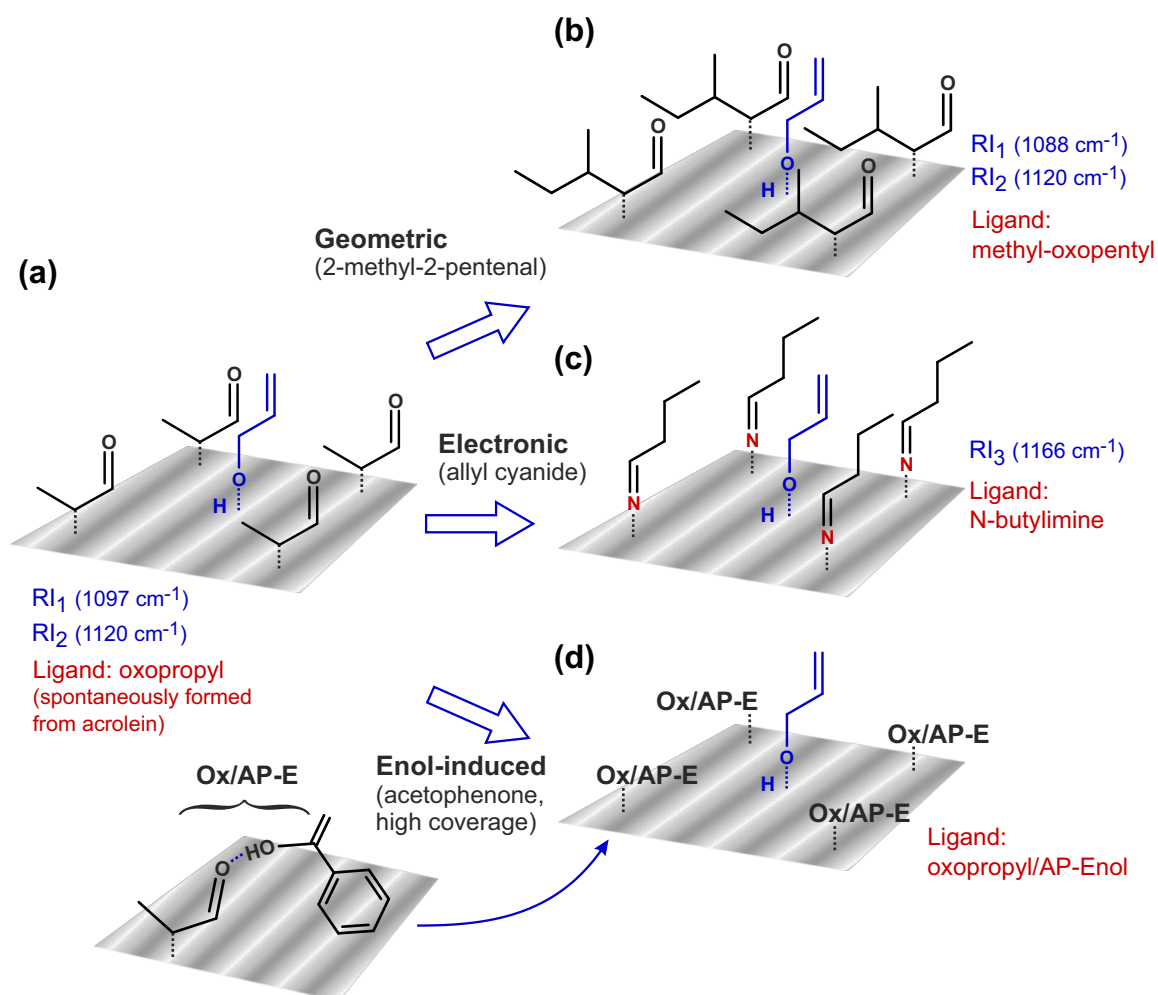 (b)
O
O
O
O
O
H
RI1 (1088 cm-1)
RI2 (1120 cm-1)
Ligand:
methyl-oxopentyl
Geometric
(2-methyl-2-pentenal)
(a)
O
O
O
O
O
H
RI1 (1097 cm-1)
RI2 (1120 cm-1)
Ligand: oxopropyl
(spontaneously formed
from acrolein)
(c)
Electronic
(allyl cyanide)
N
N
N
N
O
H
RI3 (1166 cm-1)
Ligand:
N-butylimine
(d)
Enol-induced
(acetophenone,
high coverage)
Ox/AP-E
Ox/AP-E
Ox/AP-E
Ox/AP-E
O
H
Ligand:
oxopropyl/AP-Enol
Ox/AP-E
O
HO